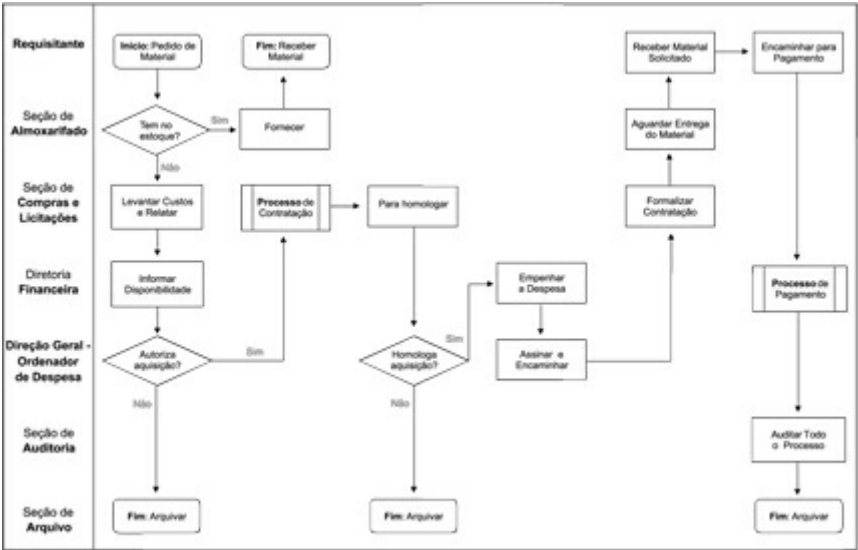 Requisitante
Início: Pedido de
Material
Fim: Receber
Material
Receber Material
Solicitado
Encaminhar para
Pagamento
Seção de
Almoxarifado
Tem no
estoque?
Sim
Fornecer
Aguardar Entrega
do Material
Não
Seção de
Compras e
Licitações
Levantar Custos
e Relatar
Processo de
Contratação
Para homologar
Formalizar
Contratação
Diretoria
Financeira
Informar
Disponibilidade
Empenhar
a Despesa
Processo de
Pagamento
Direção Geral -
Ordenador
de Despesa
Autoriza
aquisição?
Sim
Homologa
aquisição?
Sim
Assinar e
Encaminhar
Não
Não
Seção de
Auditoria
Auditar Todo
o Processo
Seção de
Arquivo
Fim: Arquivar
Fim: Arquivar
Fim: Arquivar